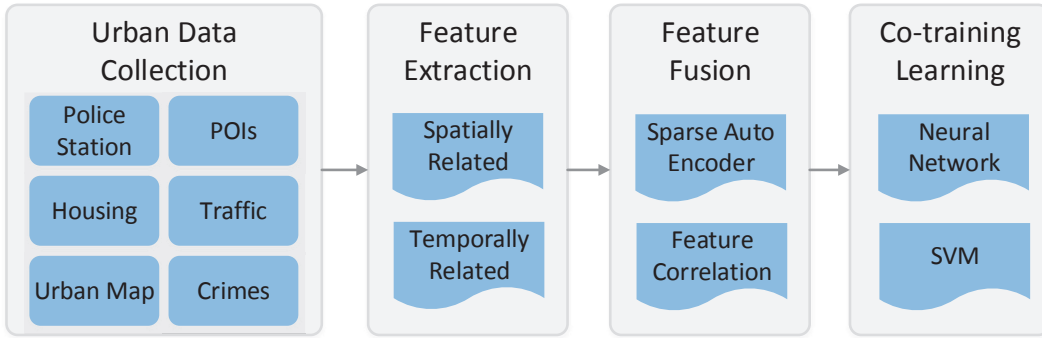 Urban Data
Collection
Police
Station
POIs
Housing
Traffic
Urban Map
Crimes
Feature
Extraction
Spatially
Related
Temporally
Related
Feature
Fusion
Sparse Auto
Encoder
Feature
Correlation
Co-training
Learning
Neural
Network
SVM